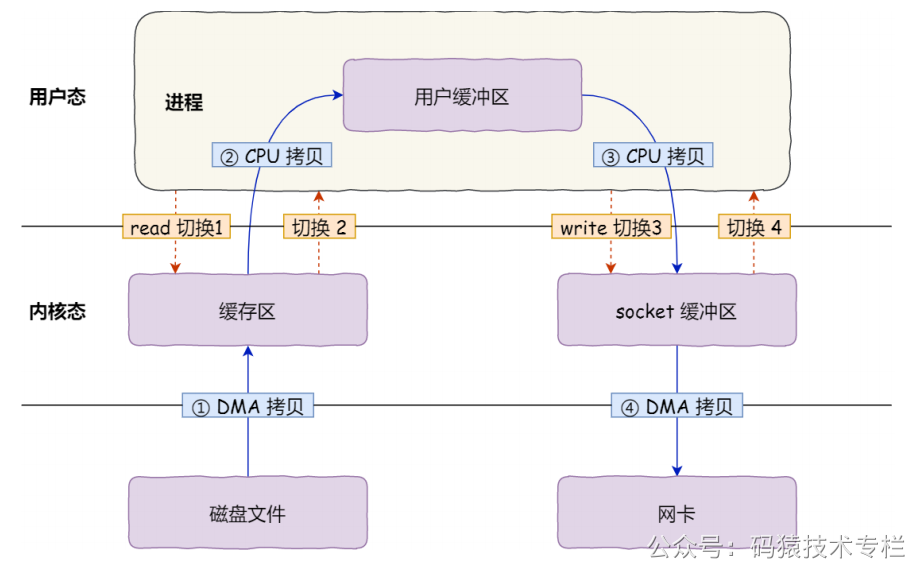 用户态
进程
用户缓冲区
② CPU 拷贝
③ CPU 拷贝
read 切换1
切换 2
write 切换3
切换 4
内核态
缓存区
socket 缓冲区
① DMA 拷贝
④ DMA 拷贝
磁盘文件
网卡
公众号：码猿技术专栏